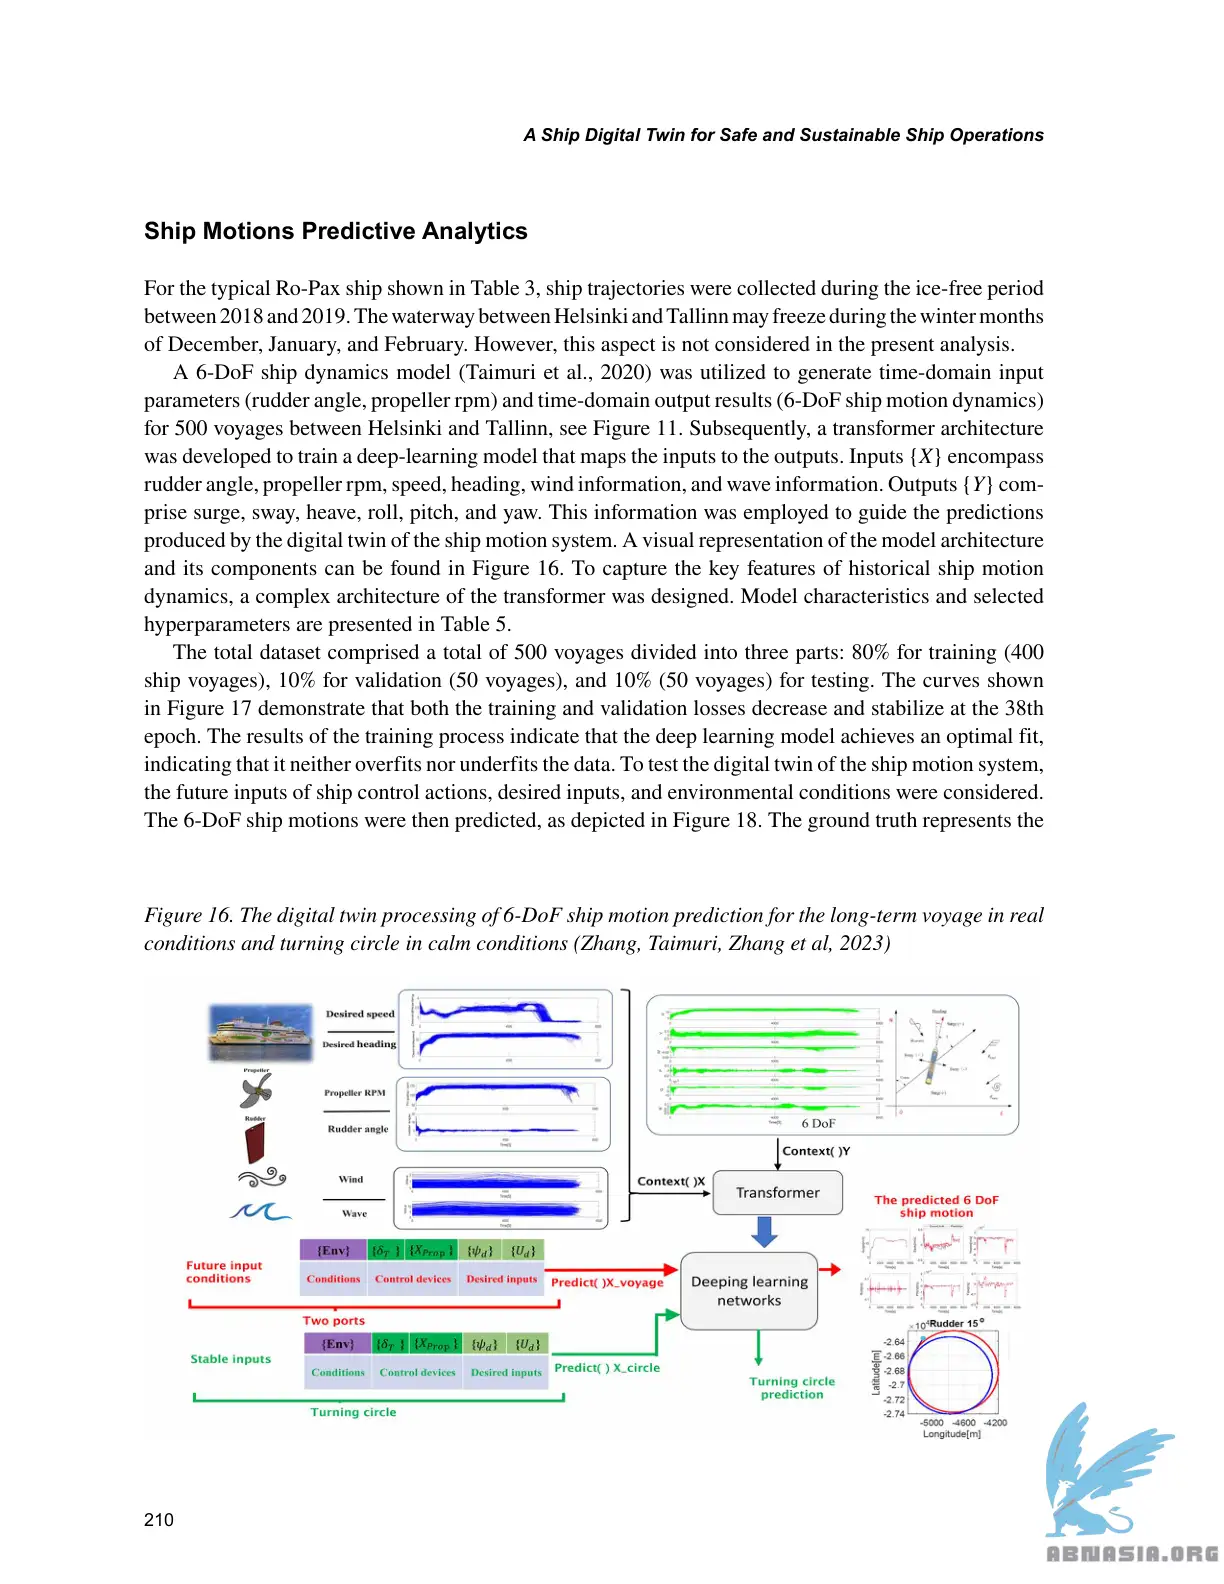 A Ship Digital Twin for Safe and Sustainable Ship Operations
Ship Motions Predictive Analytics
For the typical Ro-Pax ship shown in Table 3, ship trajectories were collected during the ice-free period
between 2018 and 2019. The waterway between Helsinki and Tallinn may freeze during the winter months
of December, January, and February. However, this aspect is not considered in the present analysis.
A 6-DoF ship dynamics model (Taimuri et al., 2020) was utilized to generate time-domain input
parameters (rudder angle, propeller rpm) and time-domain output results (6-DoF ship motion dynamics)
for 500 voyages between Helsinki and Tallinn, see Figure 11. Subsequently, a transformer architecture
was developed to train a deep-learning model that maps the inputs to the outputs. Inputs {X} encompass
rudder angle, propeller rpm, speed, heading, wind information, and wave information. Outputs {Y} com-
prise surge, sway, heave, roll, pitch, and yaw. This information was employed to guide the predictions
produced by the digital twin of the ship motion system. A visual representation of the model architecture
and its components can be found in Figure 16. To capture the key features of historical ship motion
dynamics, a complex architecture of the transformer was designed. Model characteristics and selected
hyperparameters are presented in Table 5.
The total dataset comprised a total of 500 voyages divided into three parts: 80% for training (400
ship voyages), 10% for validation (50 voyages), and 10% (50 voyages) for testing. The curves shown
in Figure 17 demonstrate that both the training and validation losses decrease and stabilize at the 38th
epoch. The results of the training process indicate that the deep learning model achieves an optimal fit,
indicating that it neither overfits nor underfits the data. To test the digital twin of the ship motion system,
the future inputs of ship control actions, desired inputs, and environmental conditions were considered.
The 6-DoF ship motions were then predicted, as depicted in Figure 18. The ground truth represents the
Figure 16. The digital twin processing of 6-DoF ship motion prediction for the long-term voyage in real
conditions and turning circle in calm conditions (Zhang, Taimuri, Zhang et al, 2023)
Desired speed
Desired heading
Propeller
Propeller RPM
Rudder
Rudder angle
Wind
Wave
6 DoF
Context( )Y
Context( )X
Transformer
The predicted 6 DoF
ship motion
Future input
conditions
{Env} {δT } {XProp } {ψd} {Ud}
Conditions Control devices Desired inputs
Predict( )X_voyage
Deeping learning
networks
Two ports
Stable inputs
{Env} {δT } {XProp } {ψd} {Ud}
Conditions Control devices Desired inputs
Predict( ) X_circle
Turning circle
Turning circle
prediction
× 10⁴ Rudder 15°
-2.64
-2.66
-2.68
-2.7
-2.72
-2.74
Latitude[m]
-5000 -4600 -4200
Longitude[m]
210
ABNASIA.ORG